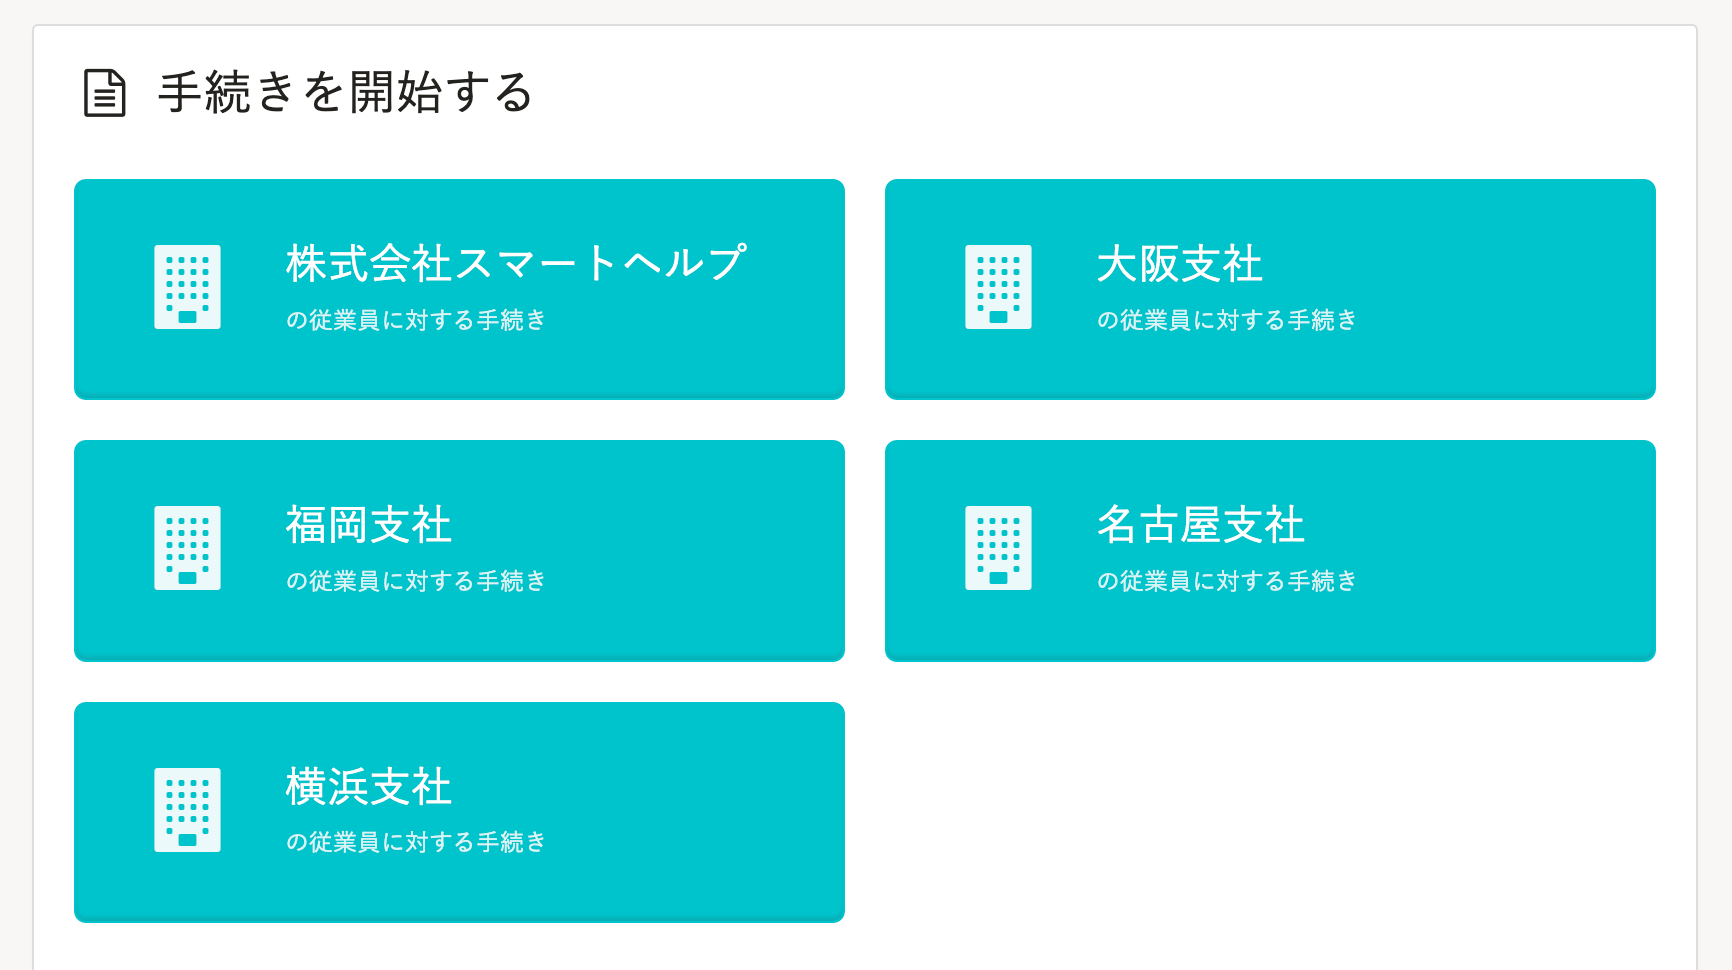 手続きを開始する
株式会社スマートヘルプ
の従業員に対する手続き
大阪支社
の従業員に対する手続き
福岡支社
の従業員に対する手続き
名古屋支社
の従業員に対する手続き
横浜支社
の従業員に対する手続き